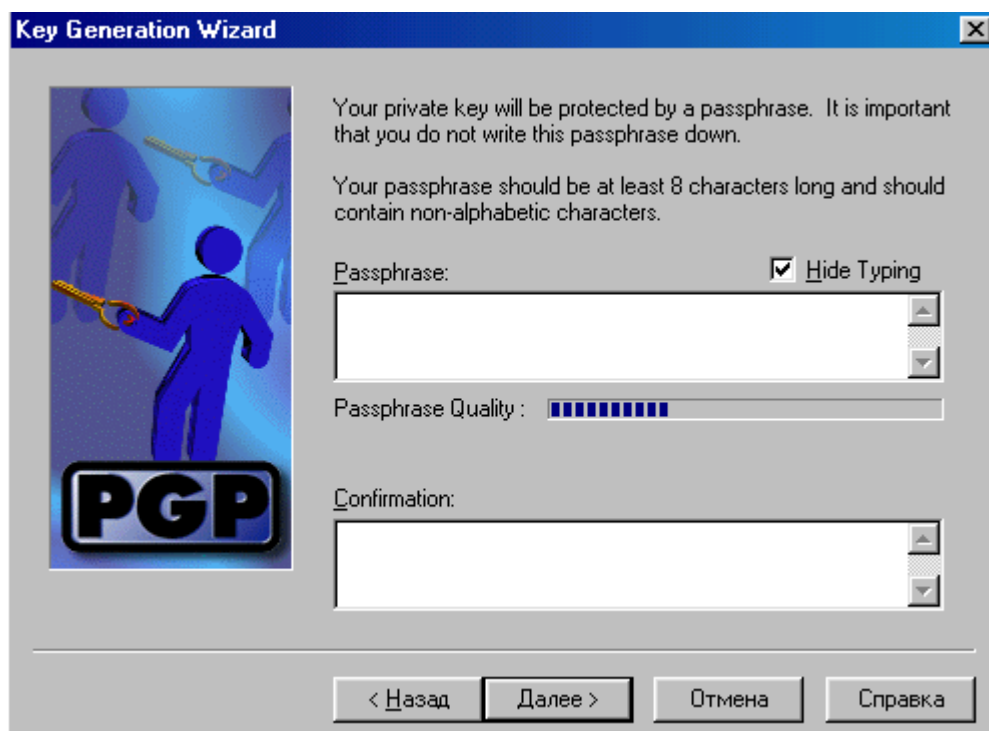 Key Generation Wizard
Your private key will be protected by a passphrase.  It is important
that you do not write this passphrase down.
Your passphrase should be at least 8 characters long and should
contain non-alphabetic characters.
Passphrase:
Hide Typing
Passphrase Quality :
PGP
Confirmation:
< Назад
Далее >
Отмена
Справка